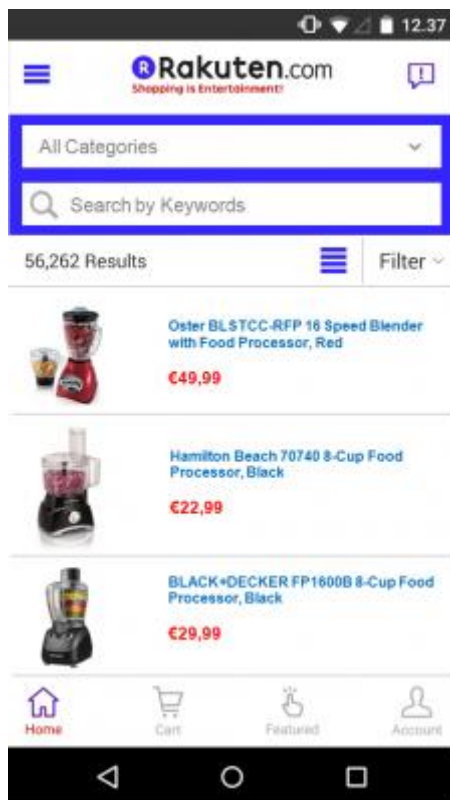 12.37
Rakuten.com
Shopping is Entertainment!
All Categories
Search by Keywords
56,262 Results
Filter
Oster BLSTCC-RFP 16 Speed Blender
with Food Processor, Red
€49,99
Hamilton Beach 70740 8-Cup Food
Processor, Black
€22,99
BLACK+DECKER FP1600B 8-Cup Food
Processor, Black
€29,99
Home
Cart
Featured
Account